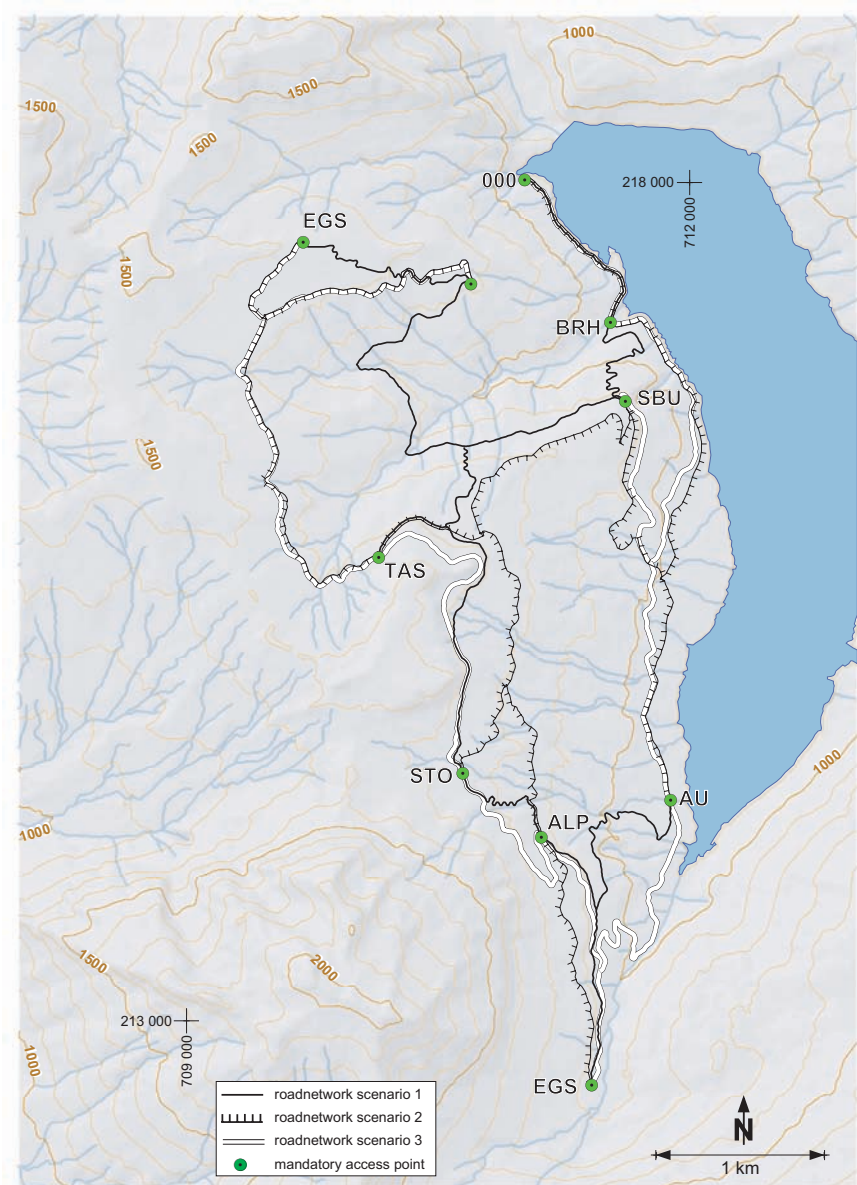 1000
1500
1500
1500
000
218 000
712 000
EGS
1500
BRH
SBU
1500
TAS
1000
STO
AU
ALP
1000
1500
2000
213 000
709 000
1000
EGS
roadnetwork scenario 1
roadnetwork scenario 2
roadnetwork scenario 3
mandatory access point
N
1 km